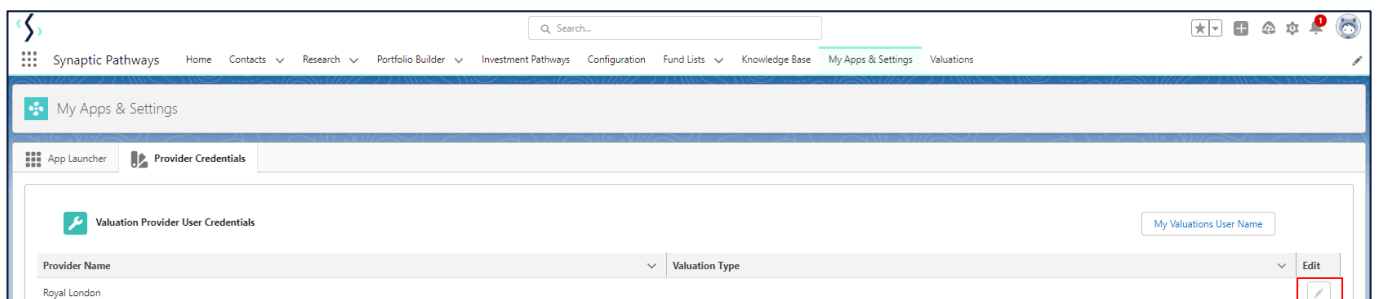 Search...
1
Synaptic Pathways Home Contacts Research Portfolio Builder Investment Pathways Configuration Fund Lists Knowledge Base My Apps & Settings Valuations
My Apps & Settings
App Launcher Provider Credentials
Valuation Provider User Credentials My Valuations User Name
Provider Name Valuation Type Edit
Royal London